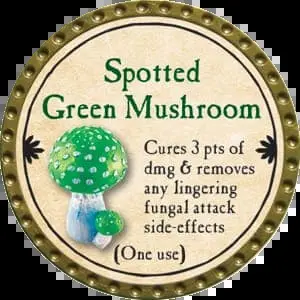 Spotted
Green Mushroom
Cures 3 pts of
dmg & removes
any lingering
fungal attack
side-effects
(One use)